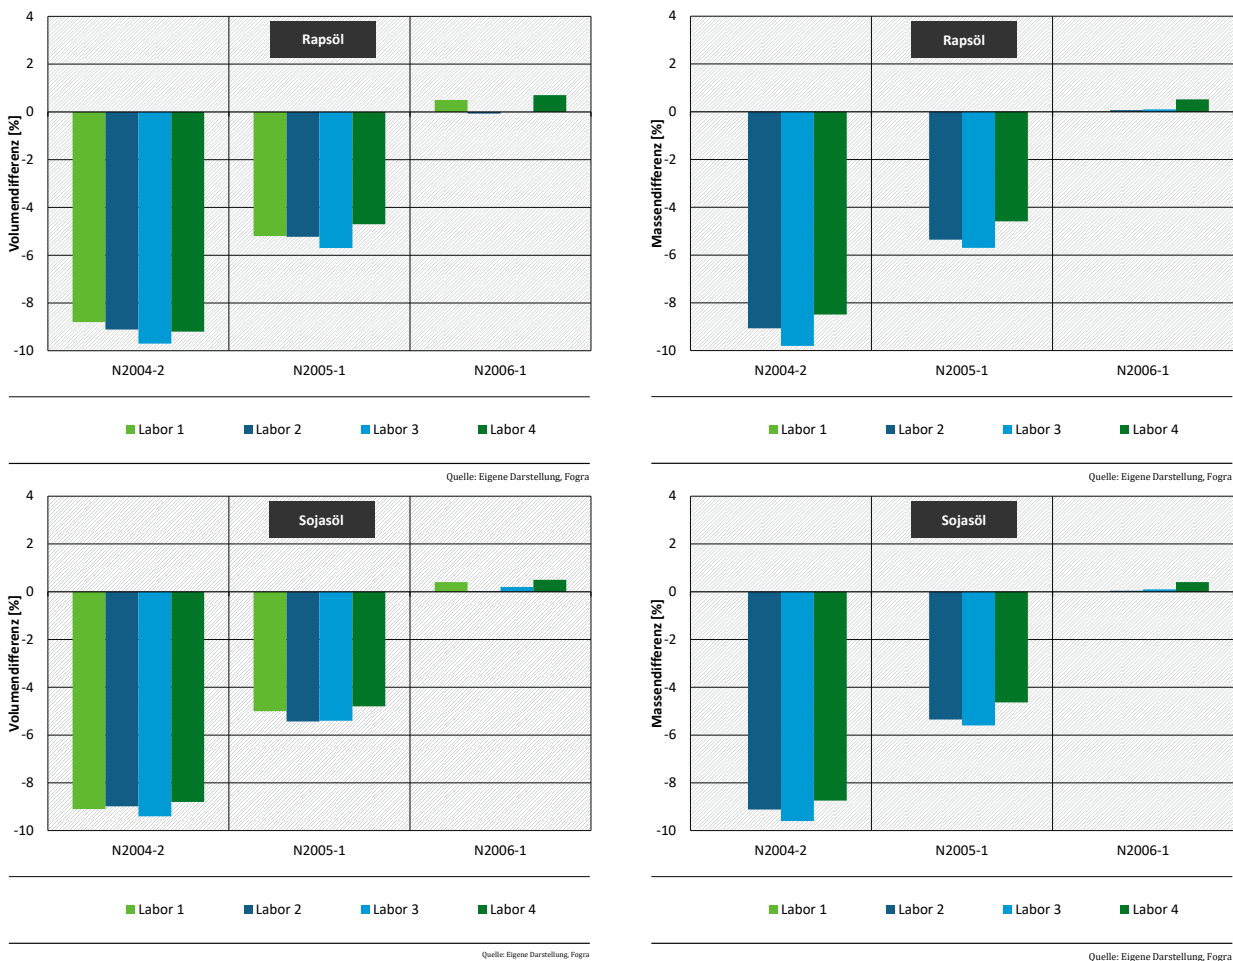 Rapsöl
Volumendifferenz [%]
4
2
0
-2
-4
-6
-8
-10
N2004-2 N2005-1 N2006-1
Labor 1 Labor 2 Labor 3 Labor 4
Quelle: Eigene Darstellung, Fogra
Rapsöl
Massendifferenz [%]
4
2
0
-2
-4
-6
-8
-10
N2004-2 N2005-1 N2006-1
Labor 1 Labor 2 Labor 3 Labor 4
Quelle: Eigene Darstellung, Fogra
Sojasöl
Volumendifferenz [%]
4
2
0
-2
-4
-6
-8
-10
N2004-2 N2005-1 N2006-1
Labor 1 Labor 2 Labor 3 Labor 4
Quelle: Eigene Darstellung, Fogra
Sojasöl
Massendifferenz [%]
4
2
0
-2
-4
-6
-8
-10
N2004-2 N2005-1 N2006-1
Labor 1 Labor 2 Labor 3 Labor 4
Quelle: Eigene Darstellung, Fogra